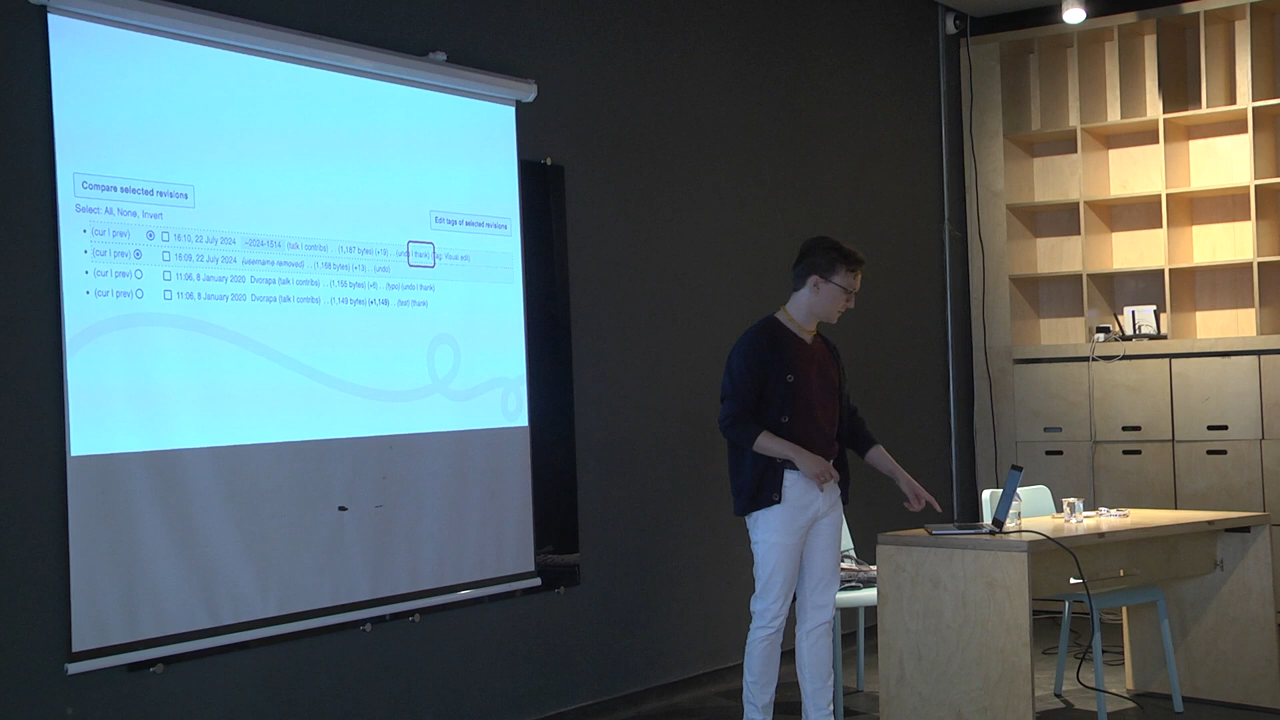 Compare selected revisions
Select: All, None, Invert
Edit tags of selected revisions
(cur | prev) 16:10, 22 July 2024 ~2024-1514 (talk | contribs) . . (1,187 bytes) (+19) . . (undo | thank) (Tag: Visual edit)
(cur | prev) 16:09, 22 July 2024 (username removed) . . (1,168 bytes) (+13) . . (undo)
(cur | prev) 11:06, 8 January 2020 Dvorapa (talk | contribs) . . (1,155 bytes) (+6) . . (typo) (undo | thank)
(cur | prev) 11:06, 8 January 2020 Dvorapa (talk | contribs) . . (1,149 bytes) (+1,149) . . (test) (thank)